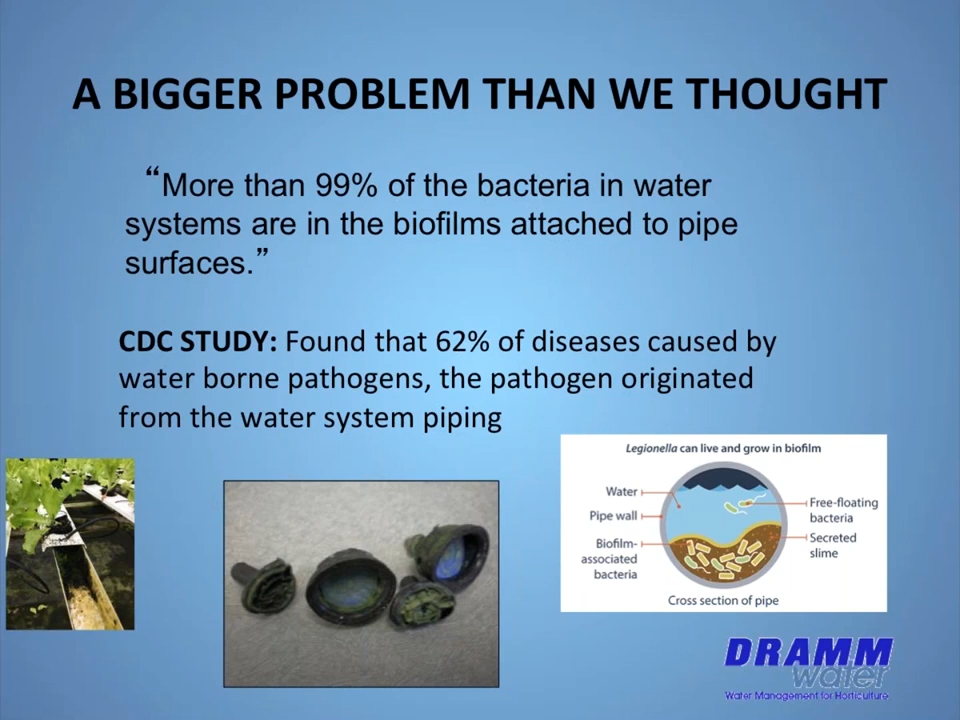 A BIGGER PROBLEM THAN WE THOUGHT
“More than 99% of the bacteria in water
systems are in the biofilms attached to pipe
surfaces.”
CDC STUDY: Found that 62% of diseases caused by
water borne pathogens, the pathogen originated
from the water system piping
Legionella can live and grow in biofilm
Water
Pipe wall
Biofilm-
associated
bacteria
Free-floating
bacteria
Secreted
slime
Cross section of pipe
DRAMM
water
Water Management for Horticulture